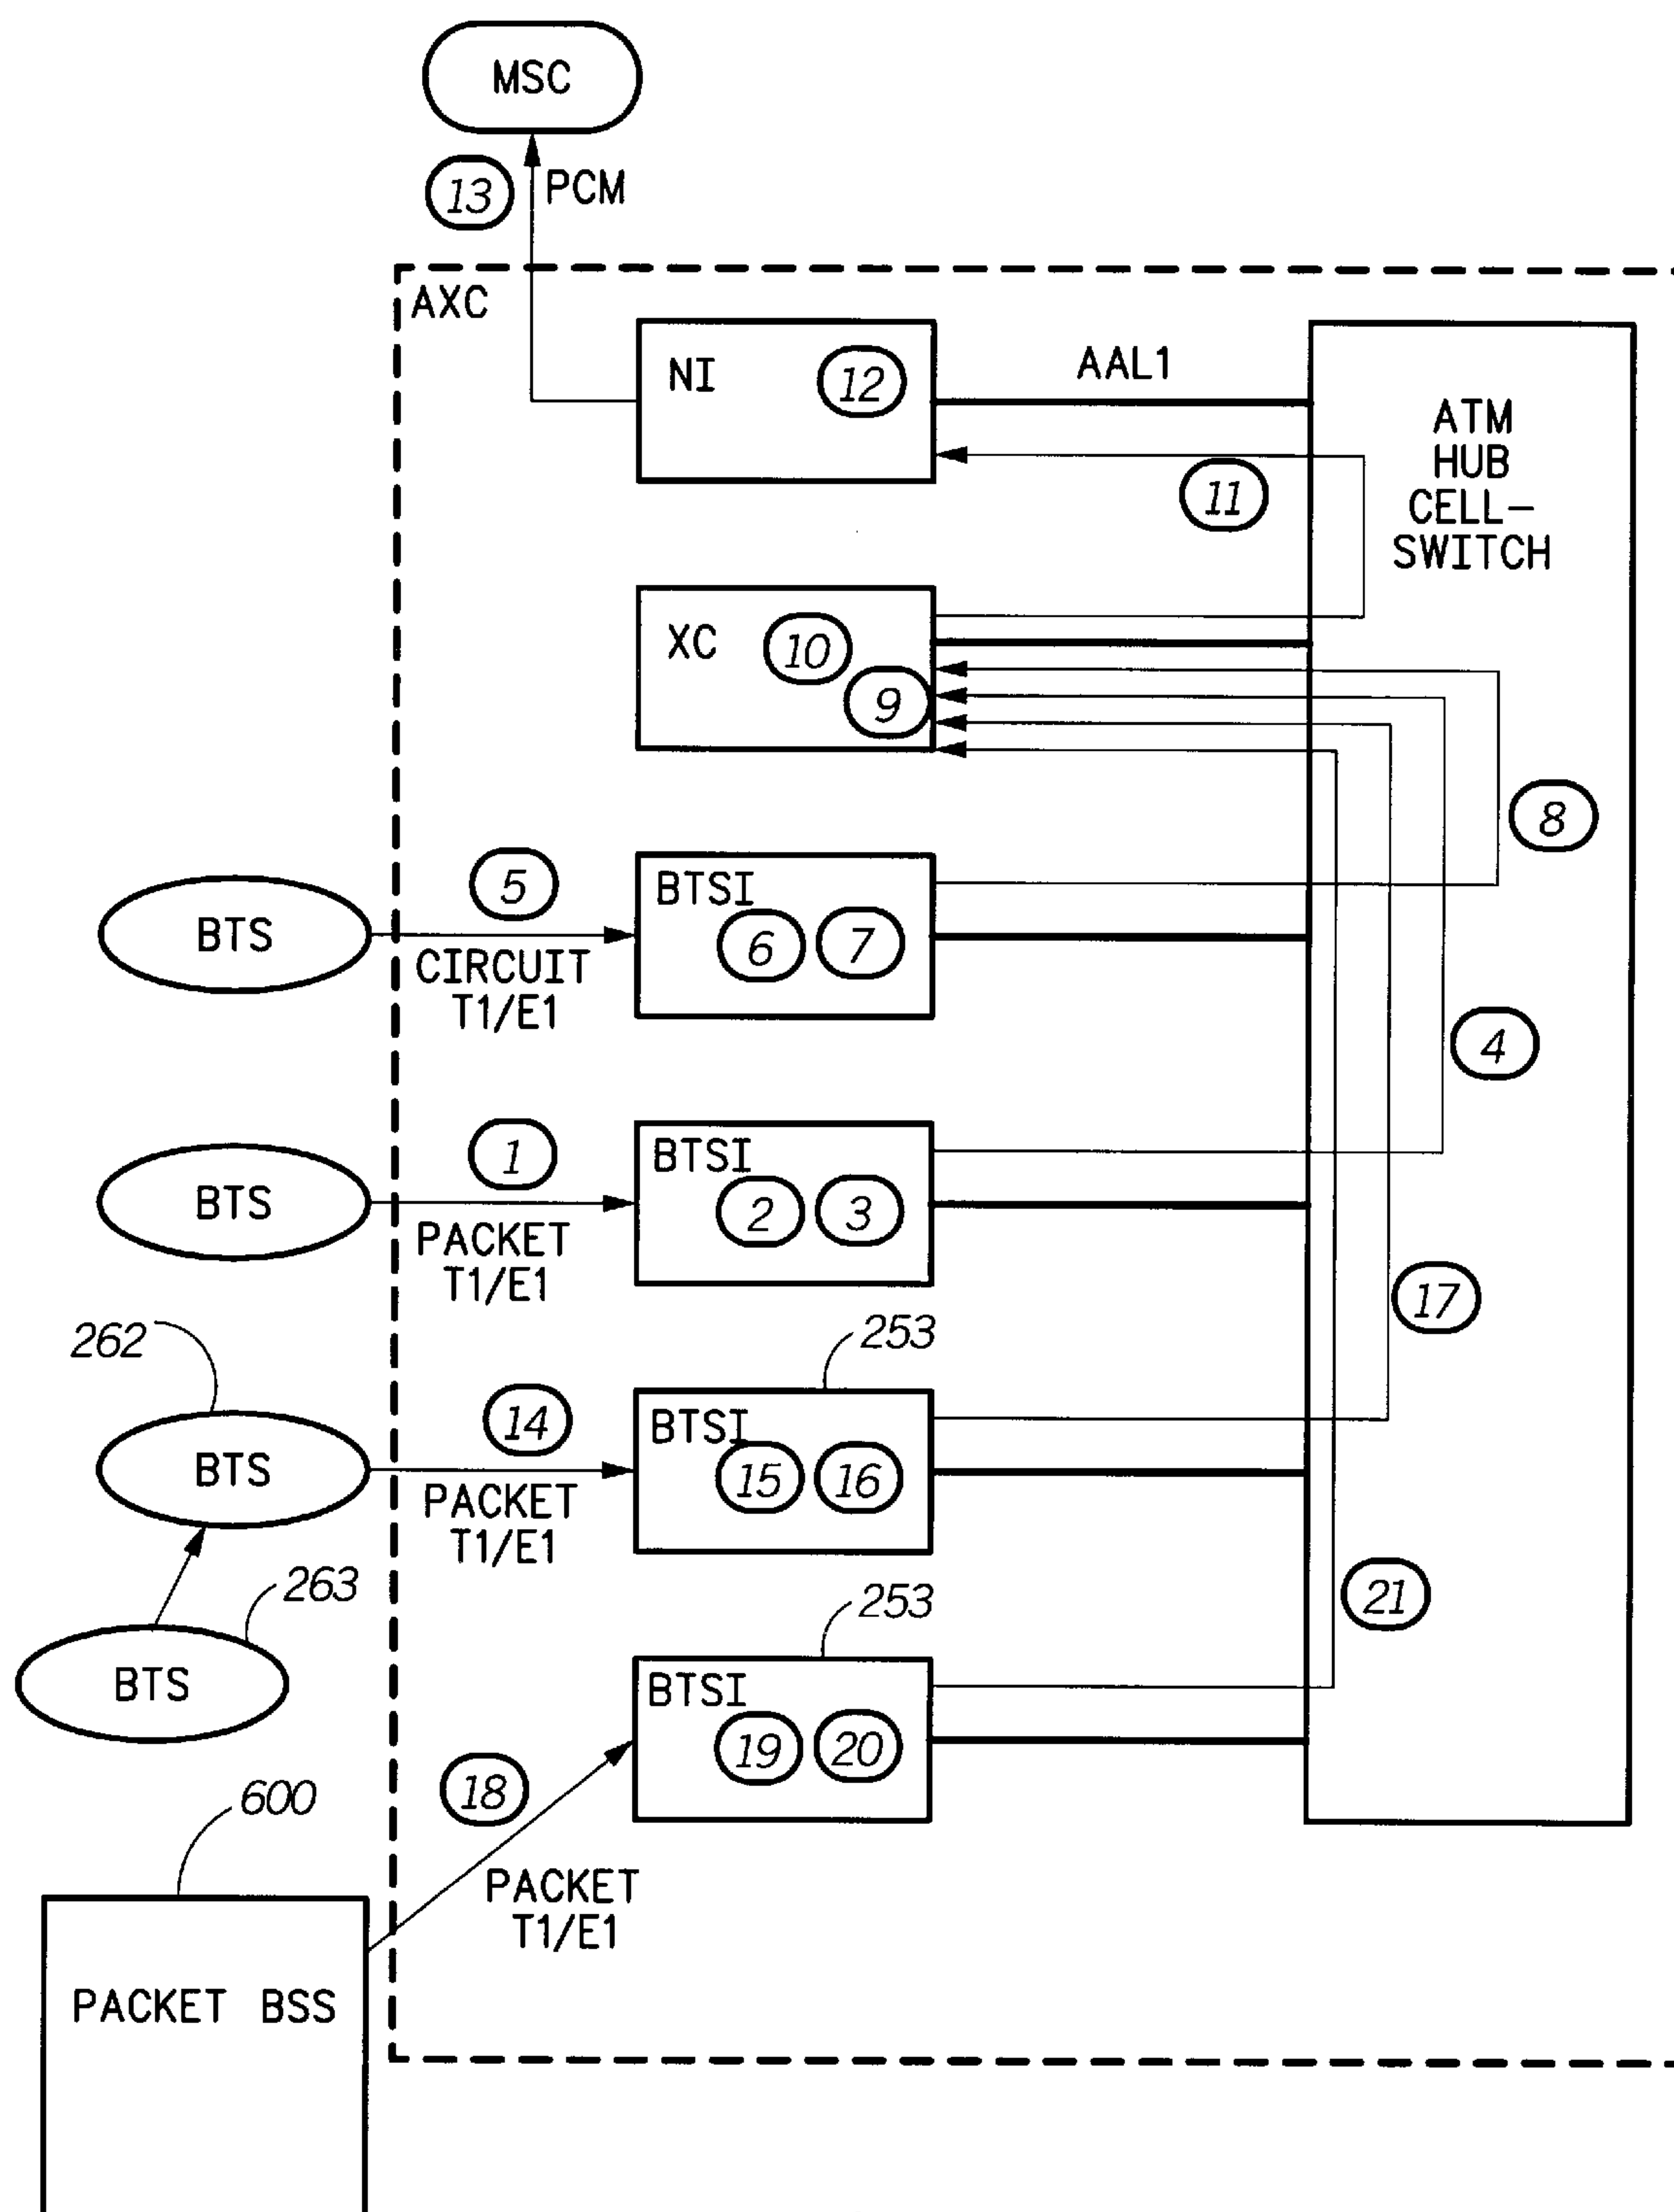 MSC
13
PCM
AXC
NI
12
AAL1
ATM
HUB
CELL-
SWITCH
11
XC
10
9
8
BTS
5
CIRCUIT
T1/E1
BTSI
6
7
4
BTS
1
PACKET
T1/E1
BTSI
2
3
17
262
BTS
14
PACKET
T1/E1
253
BTSI
15
16
21
263
BTS
253
BTSI
19
20
18
PACKET
T1/E1
600
PACKET BSS